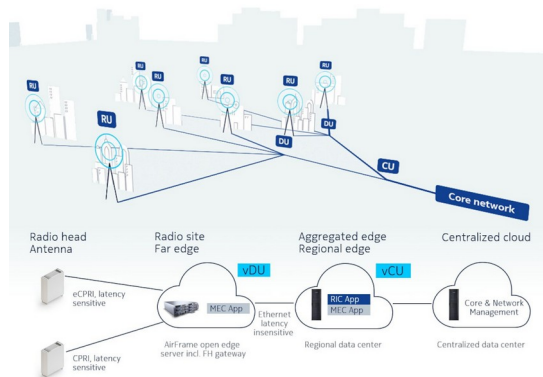 RU
RU
RU
RU
RU
RU
RU
RU
DU
DU
CU
Core network
Radio head
Antenna
Radio site
Far edge
Aggregated edge
Regional edge
Centralized cloud
vDU
vCU
eCPRI, latency
sensitive
MEC App
Ethernet
latency
insensitive
RIC App
MEC App
Core & Network
Management
CPRI, latency
sensitive
AirFrame open edge
server incl. FH gateway
Regional data center
Centralized data center